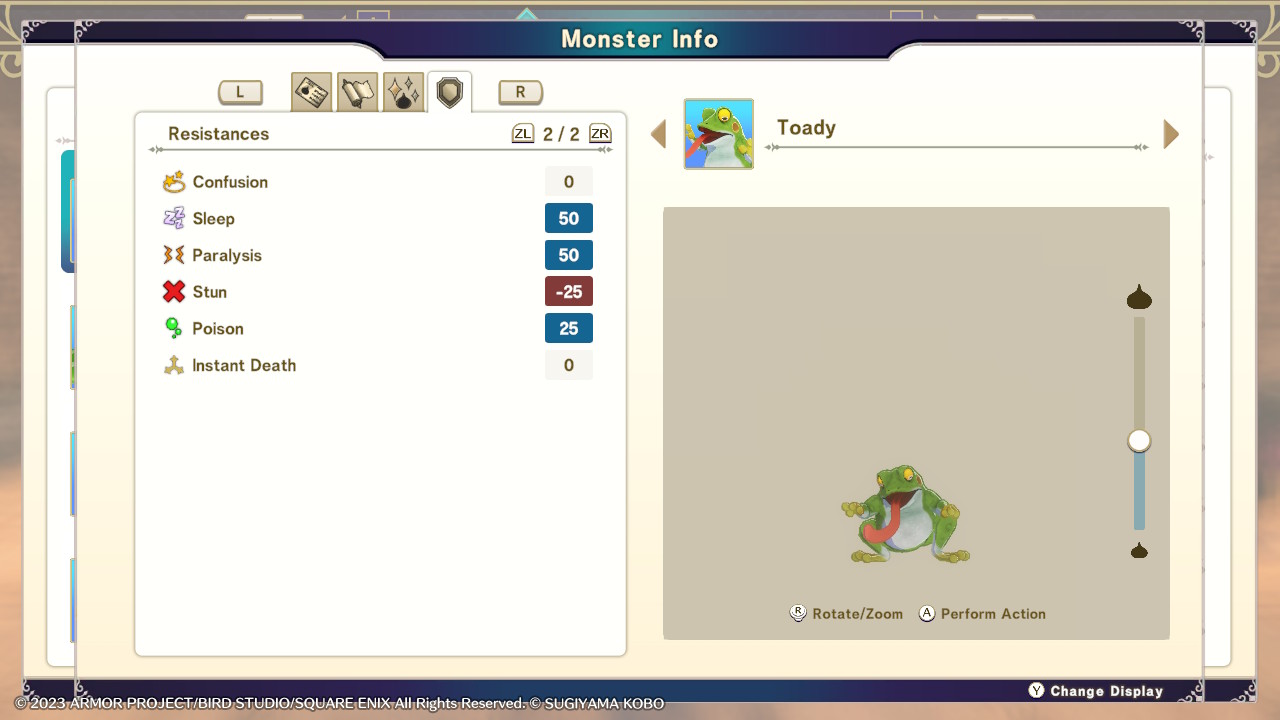 Monster Info
L R
Resistances ZL 2 / 2 ZR
Confusion 0
Sleep 50
Paralysis 50
Stun -25
Poison 25
Instant Death 0
Toady
R Rotate/Zoom A Perform Action
Y Change Display
© 2023 ARMOR PROJECT/BIRD STUDIO/SQUARE ENIX All Rights Reserved. © SUGIYAMA KOBO